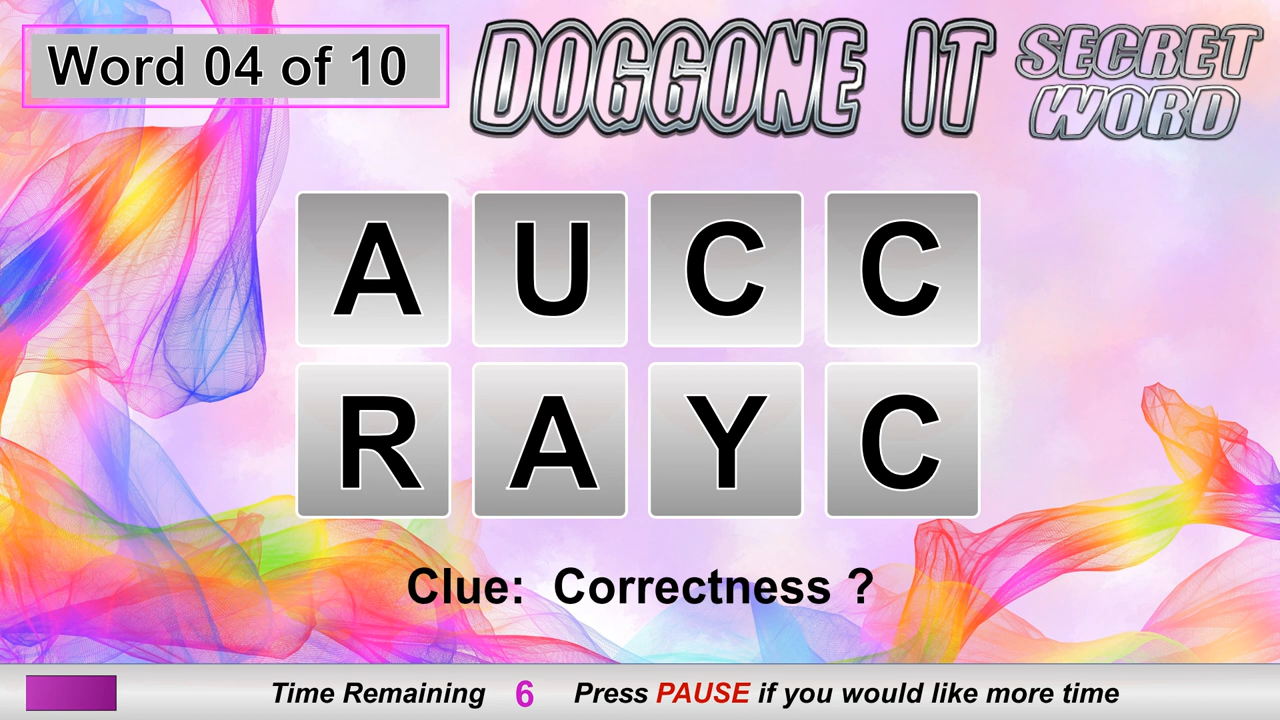 Word 04 of 10
DOGGONE IT SECRET WORD
A U C C
R A Y C
Clue: Correctness ?
Time Remaining 6 Press PAUSE if you would like more time